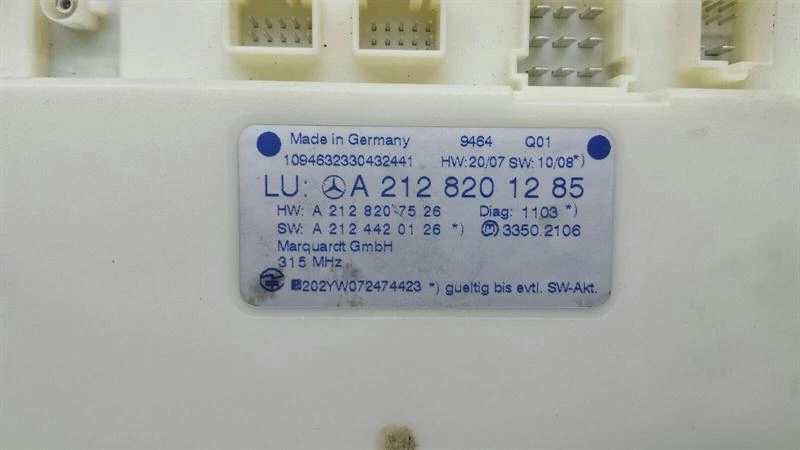 Made in Germany 9464 Q01
1094632330432441 HW: 20/07 SW: 10/08*)
LU: A 212 820 12 85
HW: A 212 820 75 26 Diag: 1103 *)
SW: A 212 442 01 26 *) M 3350.2106
Marquardt GmbH
315 MHz
R202YW072474423 *) gueltig bis evtl. SW-Akt.